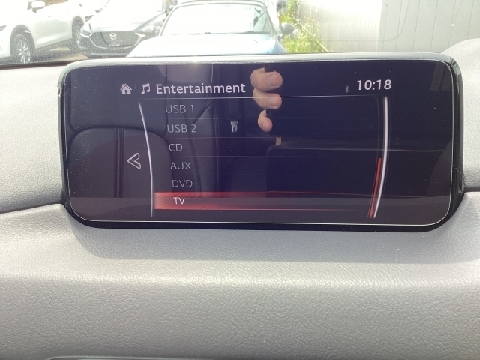 Entertainment 10:18
USB 1
USB 2
CD
AUX
DVD
TV